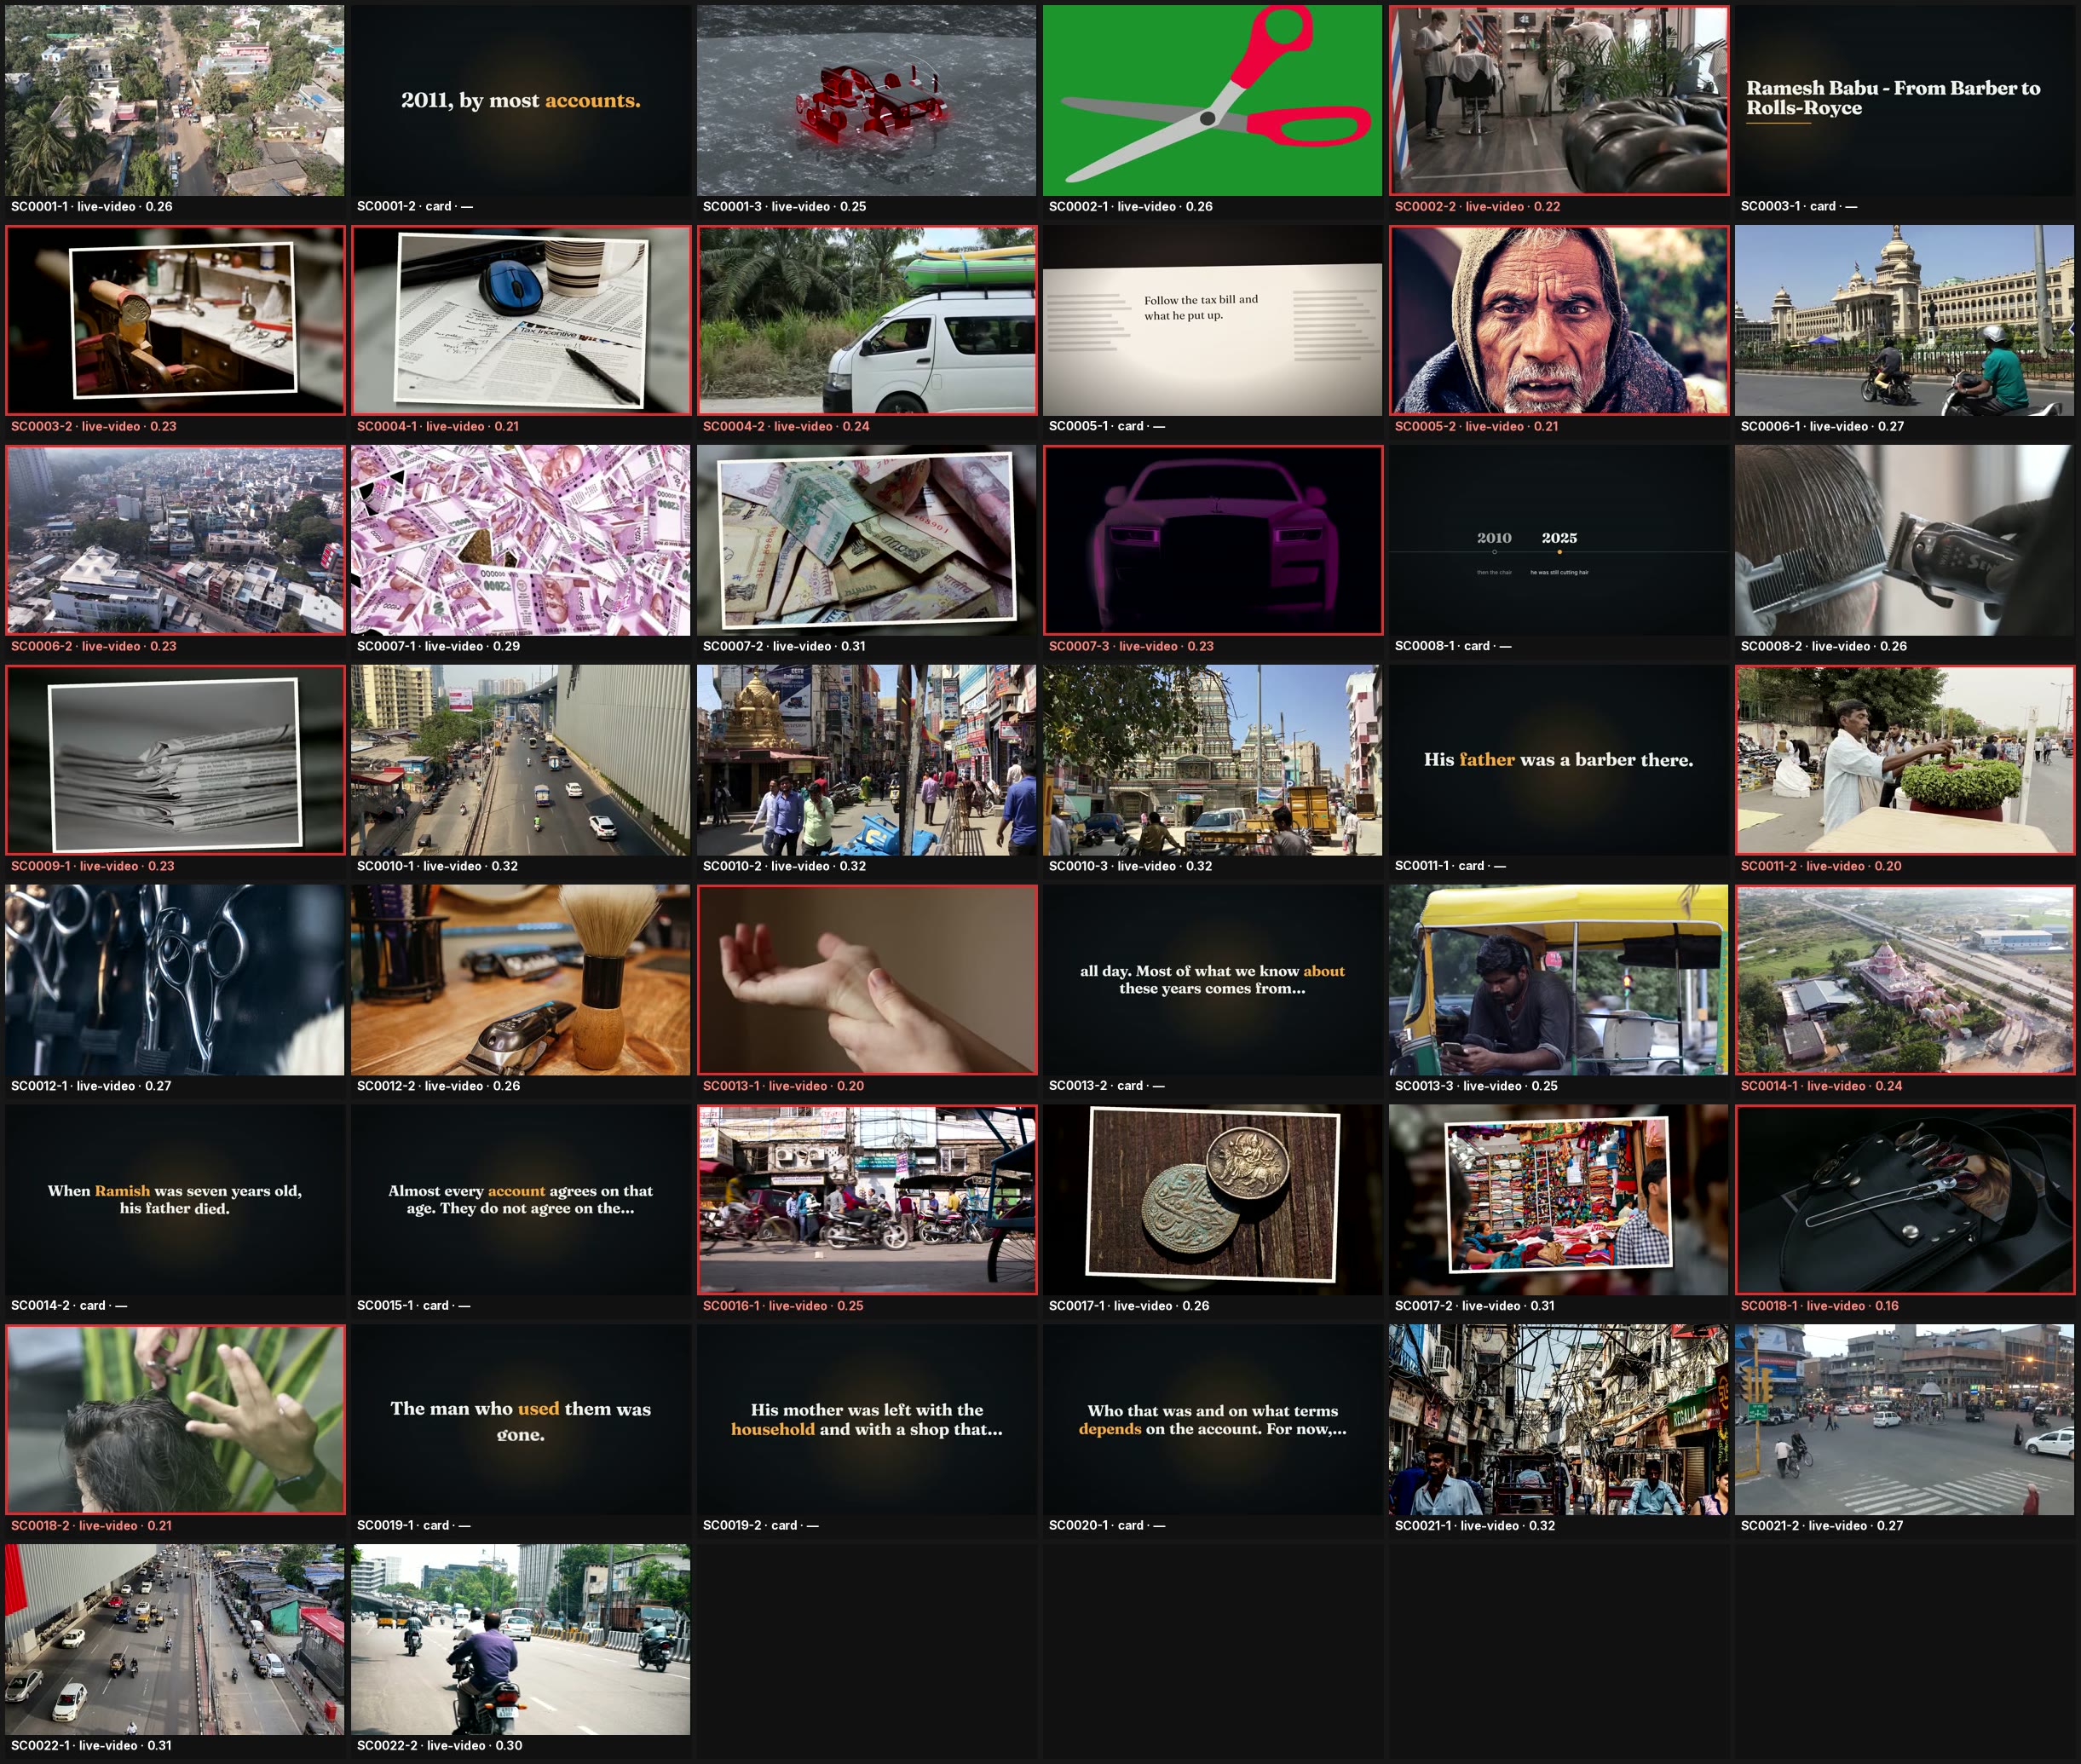 SC0001-1 · live-video · 0.26
2011, by most accounts.
SC0001-2 · card · —
SC0001-3 · live-video · 0.25
SC0002-1 · live-video · 0.26
SC0002-2 · live-video · 0.22
Ramesh Babu - From Barber to
Rolls-Royce
SC0003-1 · card · —
SC0003-2 · live-video · 0.23
Tax Incentive
SC0004-1 · live-video · 0.21
SC0004-2 · live-video · 0.24
Follow the tax bill and
what he put up.
SC0005-1 · card · —
SC0005-2 · live-video · 0.21
SC0006-1 · live-video · 0.27
SC0006-2 · live-video · 0.23
SC0007-1 · live-video · 0.29
SC0007-2 · live-video · 0.31
SC0007-3 · live-video · 0.23
2010 2025
then the chair he was still cutting hair
SC0008-1 · card · —
SC0008-2 · live-video · 0.26
SC0009-1 · live-video · 0.23
SC0010-1 · live-video · 0.32
SC0010-2 · live-video · 0.32
SC0010-3 · live-video · 0.32
His father was a barber there.
SC0011-1 · card · —
SC0011-2 · live-video · 0.20
SC0012-1 · live-video · 0.27
SC0012-2 · live-video · 0.26
SC0013-1 · live-video · 0.20
all day. Most of what we know about
these years comes from...
SC0013-2 · card · —
SC0013-3 · live-video · 0.25
SC0014-1 · live-video · 0.24
When Ramish was seven years old,
his father died.
SC0014-2 · card · —
Almost every account agrees on that
age. They do not agree on the...
SC0015-1 · card · —
SC0016-1 · live-video · 0.25
SC0017-1 · live-video · 0.26
SC0017-2 · live-video · 0.31
SC0018-1 · live-video · 0.16
SC0018-2 · live-video · 0.21
The man who used them was
gone.
SC0019-1 · card · —
His mother was left with the
household and with a shop that...
SC0019-2 · card · —
Who that was and on what terms
depends on the account. For now,...
SC0020-1 · card · —
REGALIA
SC0021-1 · live-video · 0.32
SC0021-2 · live-video · 0.27
SC0022-1 · live-video · 0.31
SC0022-2 · live-video · 0.30